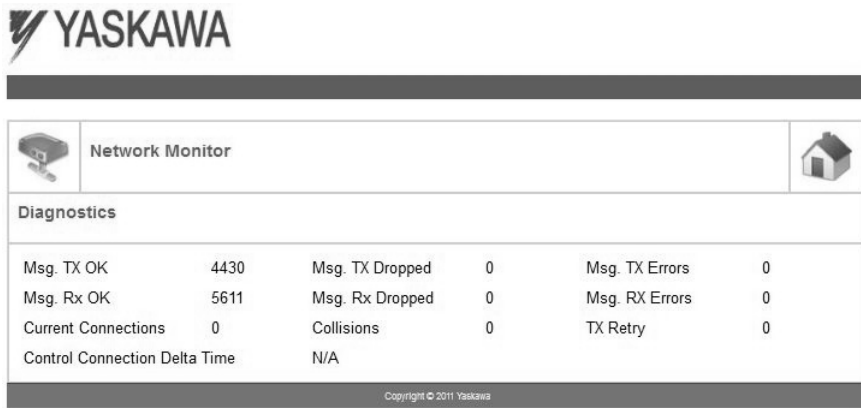 YASKAWA
Network Monitor
Diagnostics
Msg. TX OK 4430 Msg. TX Dropped 0 Msg. TX Errors 0
Msg. Rx OK 5611 Msg. Rx Dropped 0 Msg. RX Errors 0
Current Connections 0 Collisions 0 TX Retry 0
Control Connection Delta Time N/A
Copyright © 2011 Yaskawa